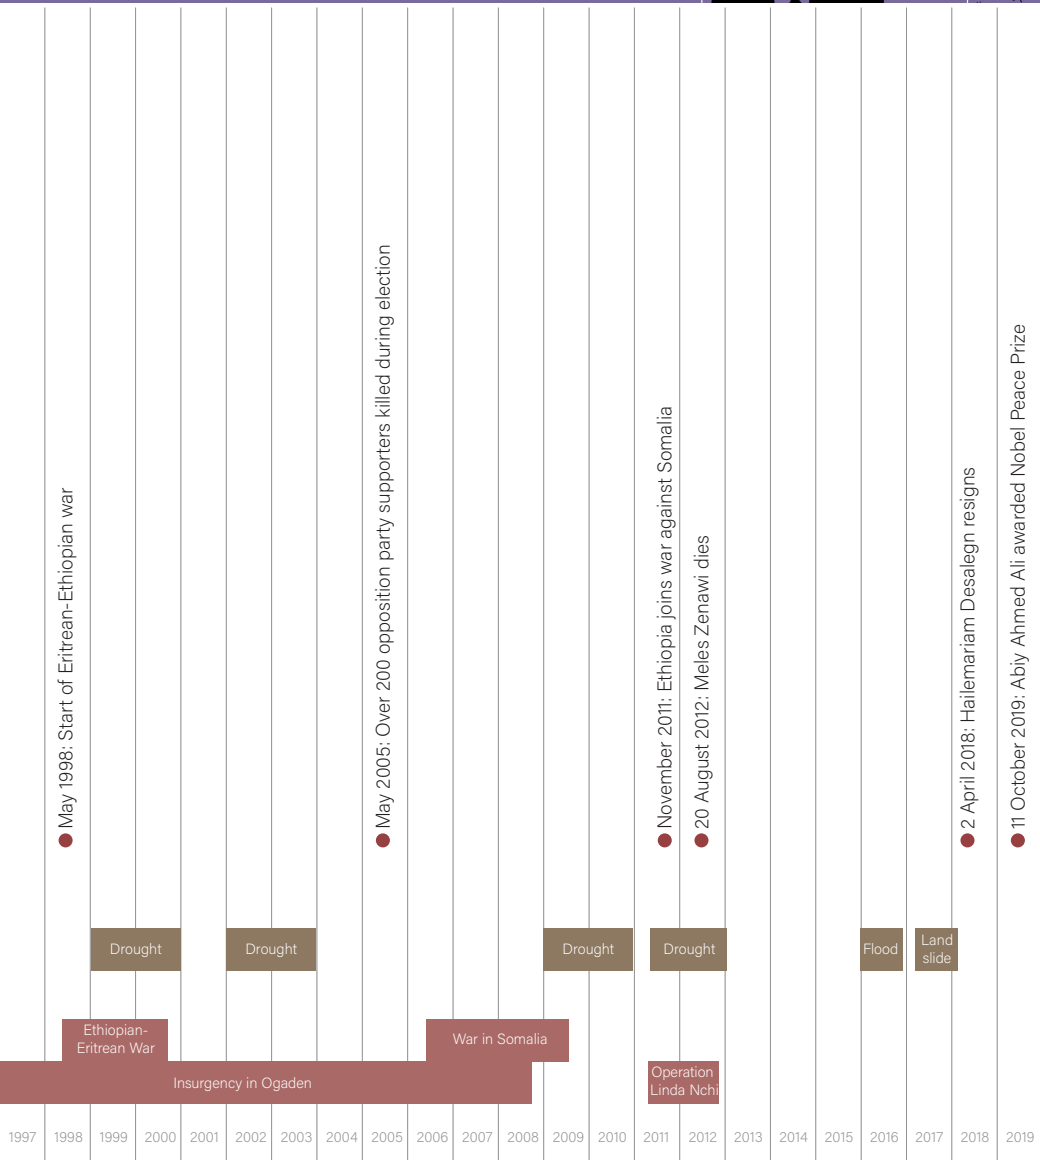 May 1998: Start of Eritrean-Ethiopian war
May 2005: Over 200 opposition party supporters killed during election
November 2011: Ethiopia joins war against Somalia
20 August 2012: Meles Zenawi dies
2 April 2018: Hailemariam Desalegn resigns
11 October 2019: Abiy Ahmed Ali awarded Nobel Peace Prize
Drought
Drought
Drought
Drought
Flood
Land
slide
Ethiopian-
Eritrean War
War in Somalia
Insurgency in Ogaden
Operation
Linda Nchi
1997 1998 1999 2000 2001 2002 2003 2004 2005 2006 2007 2008 2009 2010 2011 2012 2013 2014 2015 2016 2017 2018 2019